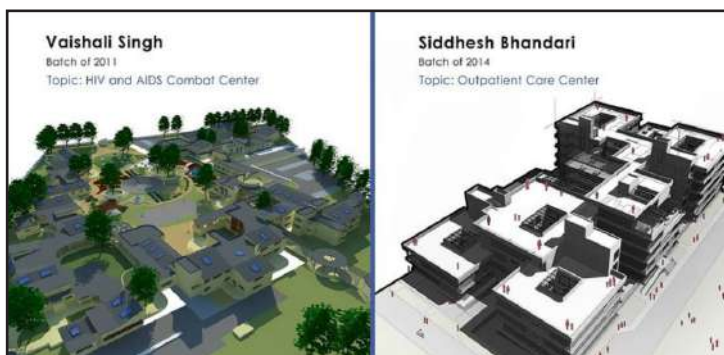 Vaishali Singh
Batch of 2011
Topic: HIV and AIDS Combat Center
Siddhesh Bhandari
Batch of 2014
Topic: Outpatient Care Center